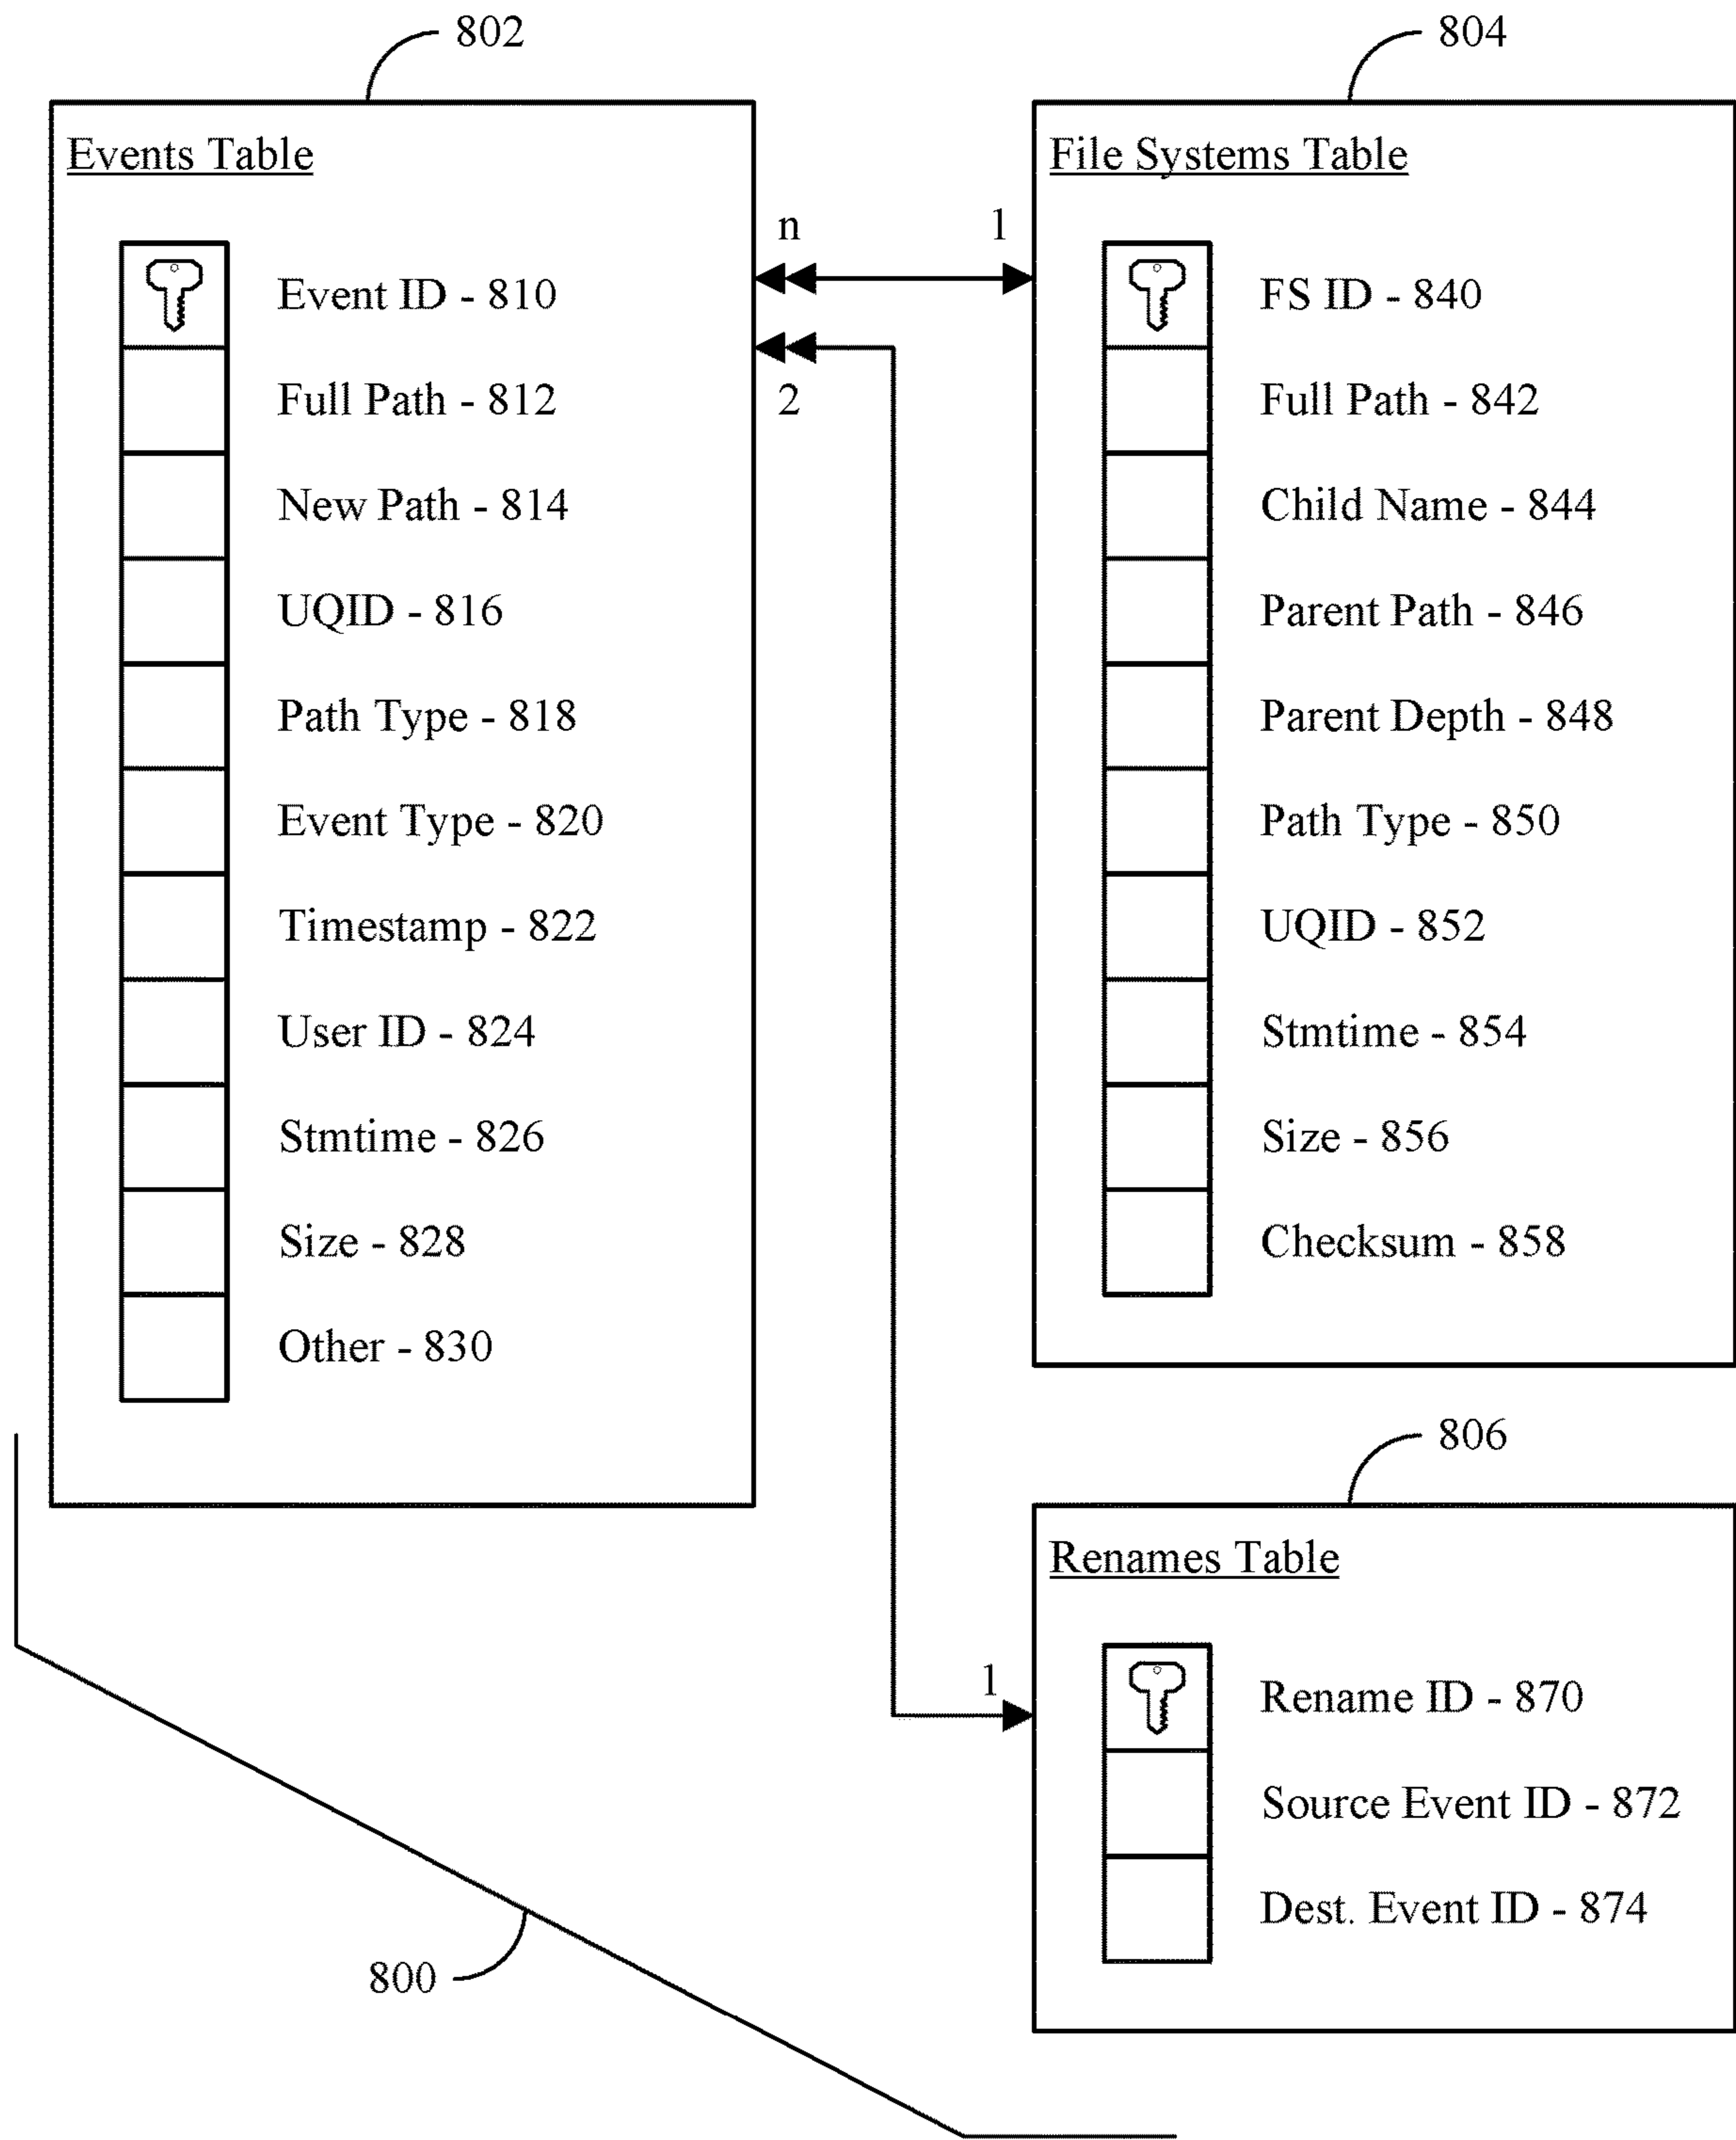 802
Events Table
Event ID - 810
Full Path - 812
New Path - 814
UQID - 816
Path Type - 818
Event Type - 820
Timestamp - 822
User ID - 824
Stmtime - 826
Size - 828
Other - 830
n
1
2
1
804
File Systems Table
FS ID - 840
Full Path - 842
Child Name - 844
Parent Path - 846
Parent Depth - 848
Path Type - 850
UQID - 852
Stmtime - 854
Size - 856
Checksum - 858
806
Renames Table
Rename ID - 870
Source Event ID - 872
Dest. Event ID - 874
800